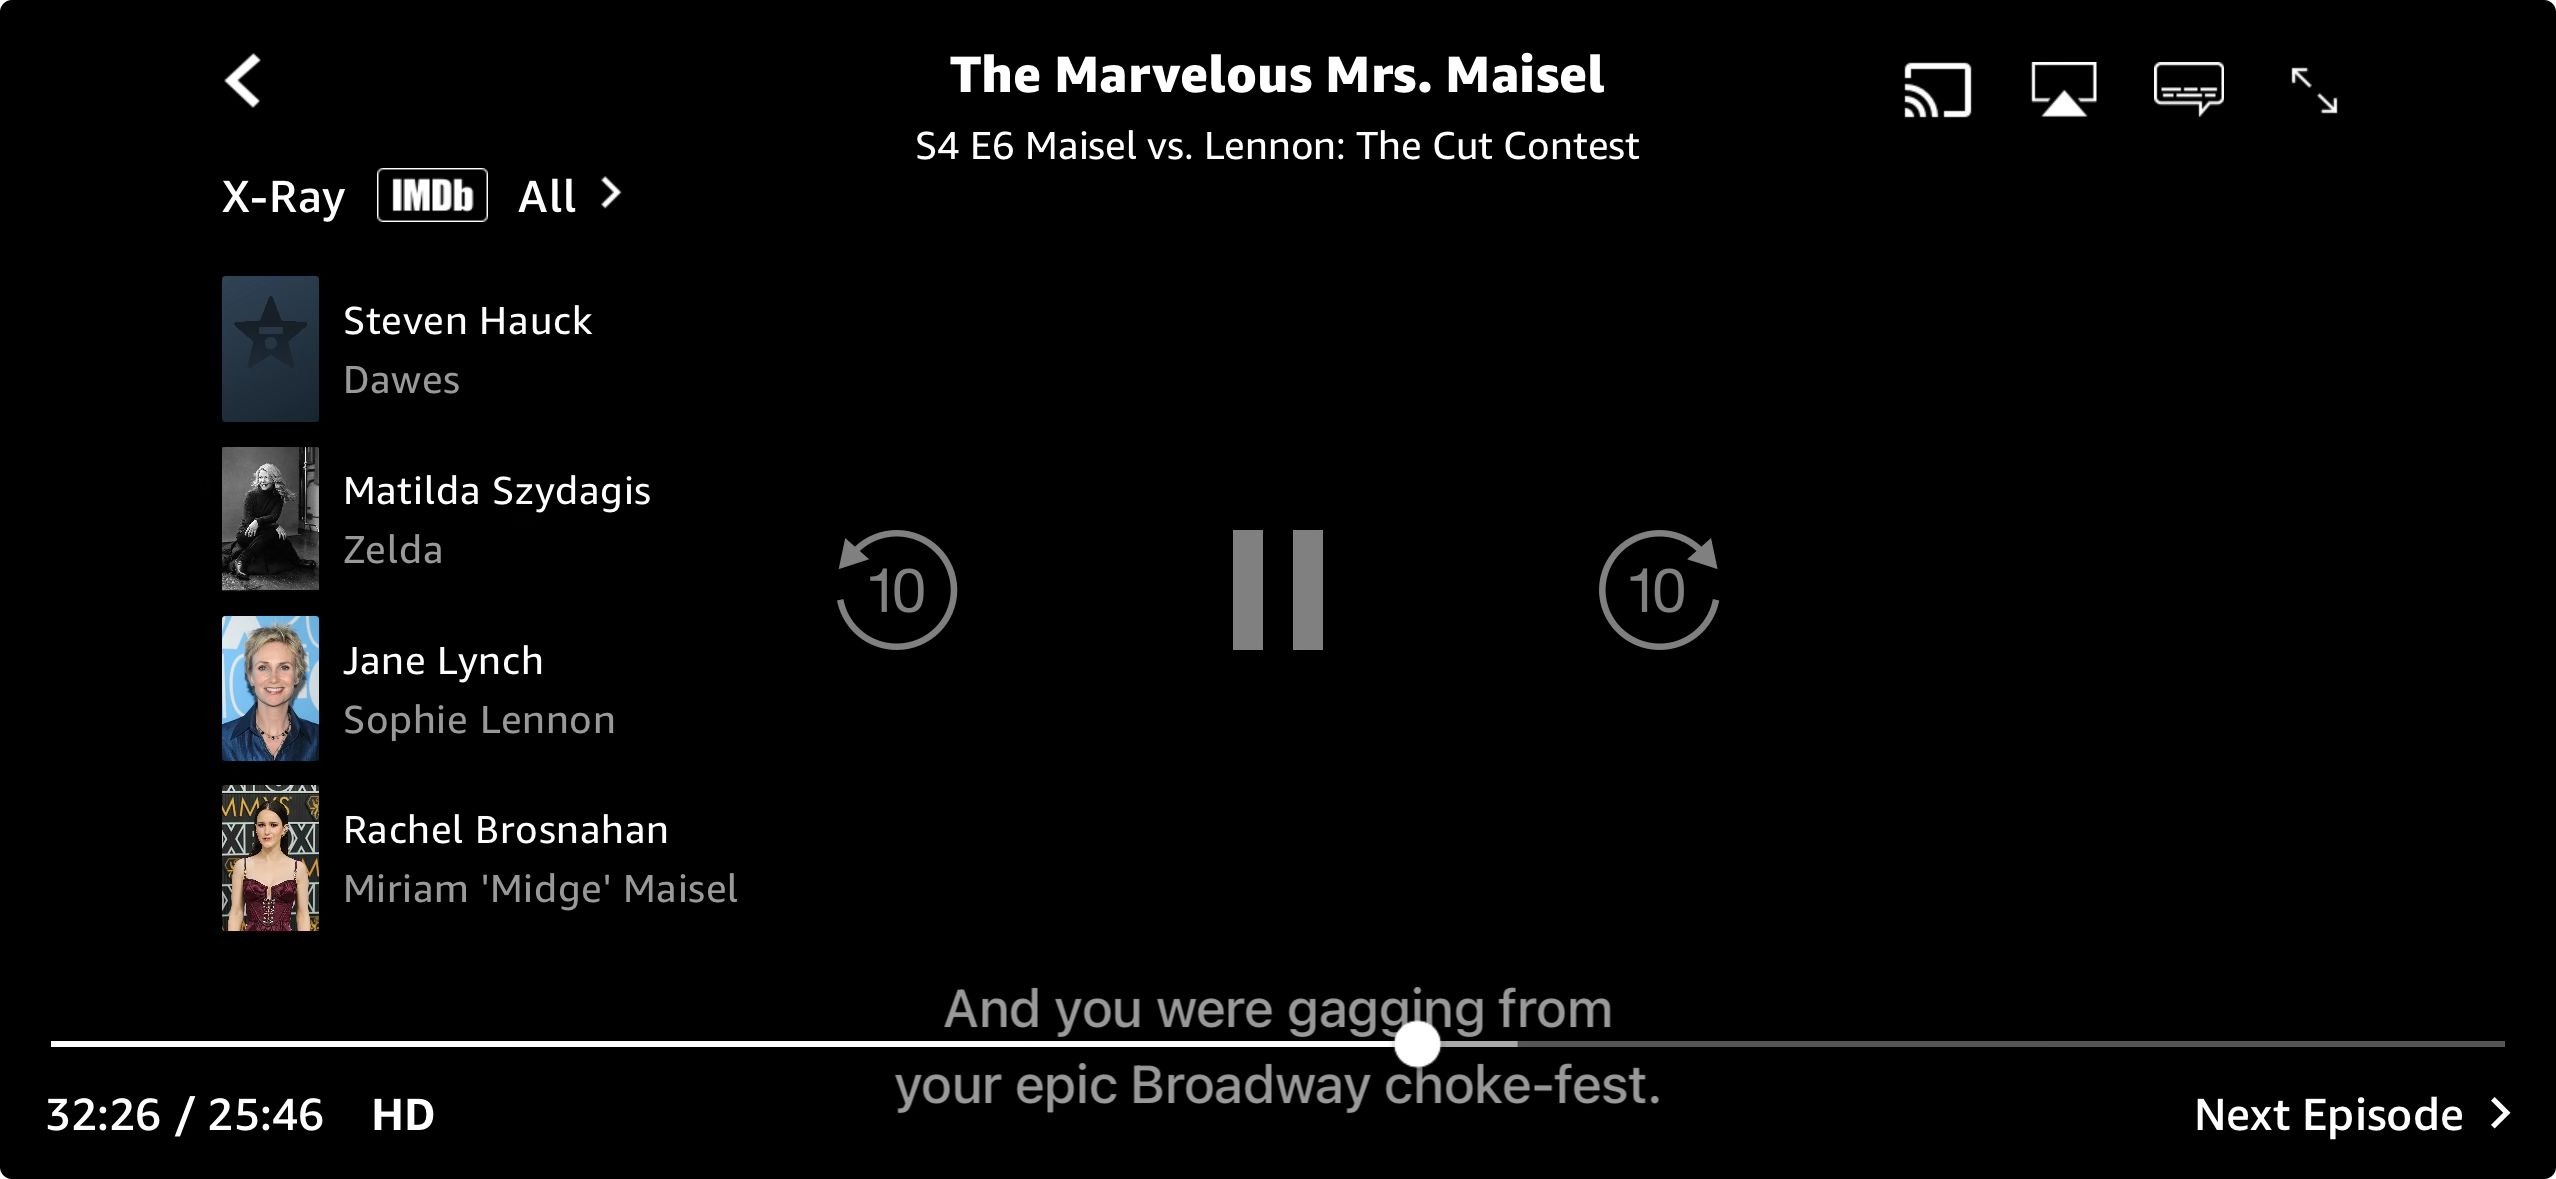 The Marvelous Mrs. Maisel
S4 E6 Maisel vs. Lennon: The Cut Contest
X-Ray IMDb All
Steven Hauck
Dawes
Matilda Szydagis
Zelda
Jane Lynch
Sophie Lennon
Rachel Brosnahan
Miriam 'Midge' Maisel
10
10
And you were gagging from
your epic Broadway choke-fest.
32:26 / 25:46 HD
Next Episode